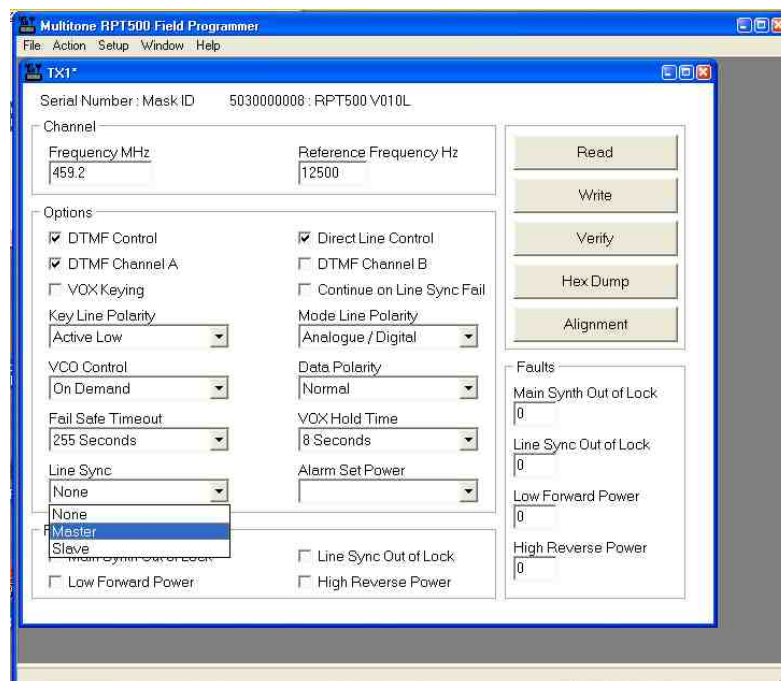 Multitone RPT500 Field Programmer
File Action Setup Window Help
TX1*
Serial Number : Mask ID 5030000008 : RPT500 V010L
Channel
Frequency MHz Reference Frequency Hz
459.2 12500
Read
Write
Verify
Hex Dump
Alignment
Options
DTMF Control Direct Line Control
DTMF Channel A DTMF Channel B
VOX Keying Continue on Line Sync Fail
Key Line Polarity Mode Line Polarity
Active Low Analogue / Digital
VCO Control Data Polarity
On Demand Normal
Fail Safe Timeout VOX Hold Time
255 Seconds 8 Seconds
Line Sync Alarm Set Power
None
None
Master
Slave
Line Sync Out of Lock
Low Forward Power High Reverse Power
Faults
Main Synth Out of Lock
0
Line Sync Out of Lock
0
Low Forward Power
0
High Reverse Power
0